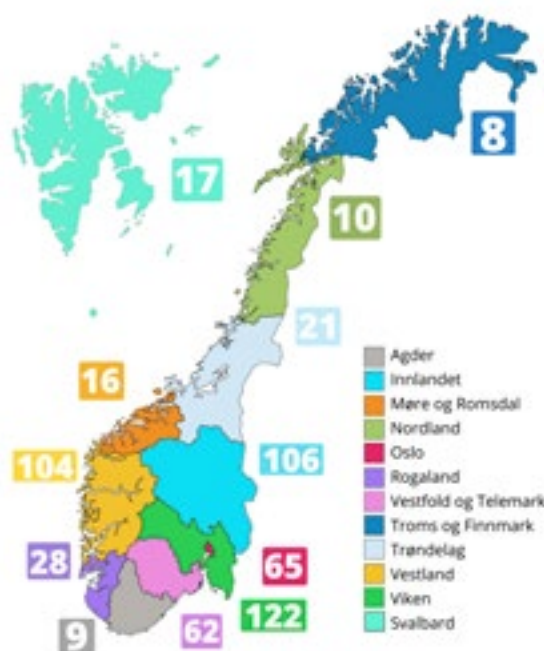 8
17
10
21
16
104
106
28
65
9
62
122
Agder
Innlandet
Møre og Romsdal
Nordland
Oslo
Rogaland
Vestfold og Telemark
Troms og Finnmark
Trøndelag
Vestland
Viken
Svalbard